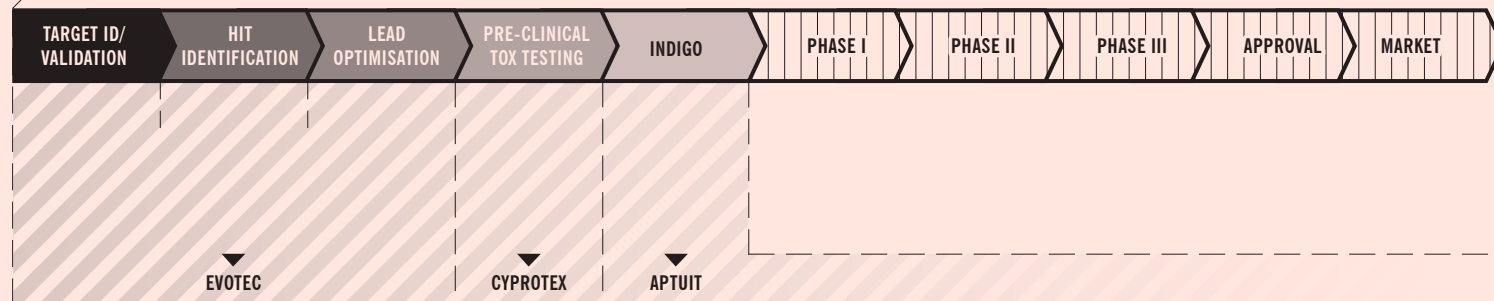 TARGET ID/
VALIDATION
HIT
IDENTIFICATION
LEAD
OPTIMISATION
PRE-CLINICAL
TOX TESTING
INDIGO
PHASE I
PHASE II
PHASE III
APPROVAL
MARKET
EVOTEC
CYPROTEX
APTUIT